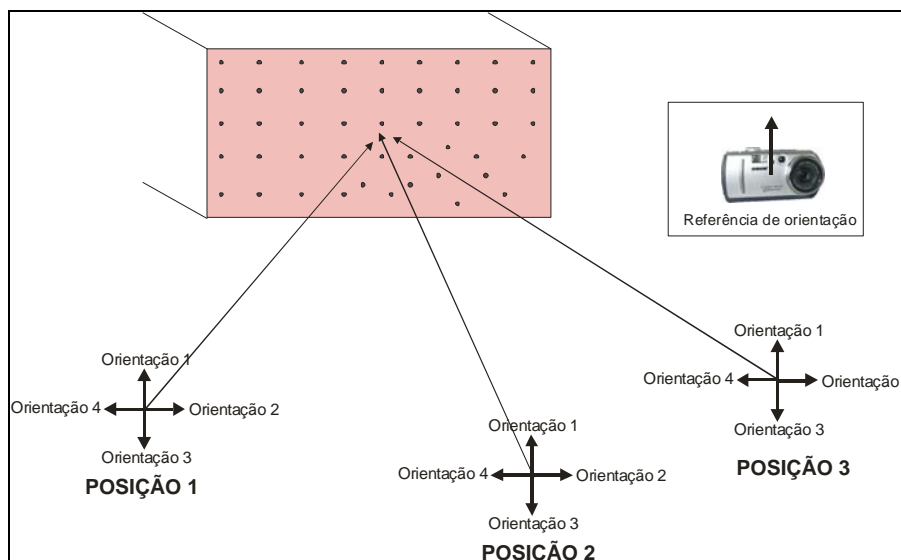 Referência de orientação
Orientação 1
Orientação 4
Orientação 2
Orientação 3
POSIÇÃO 1
Orientação 1
Orientação 4
Orientação 2
Orientação 3
POSIÇÃO 2
Orientação 1
Orientação 4
Orientação
Orientação 3
POSIÇÃO 3